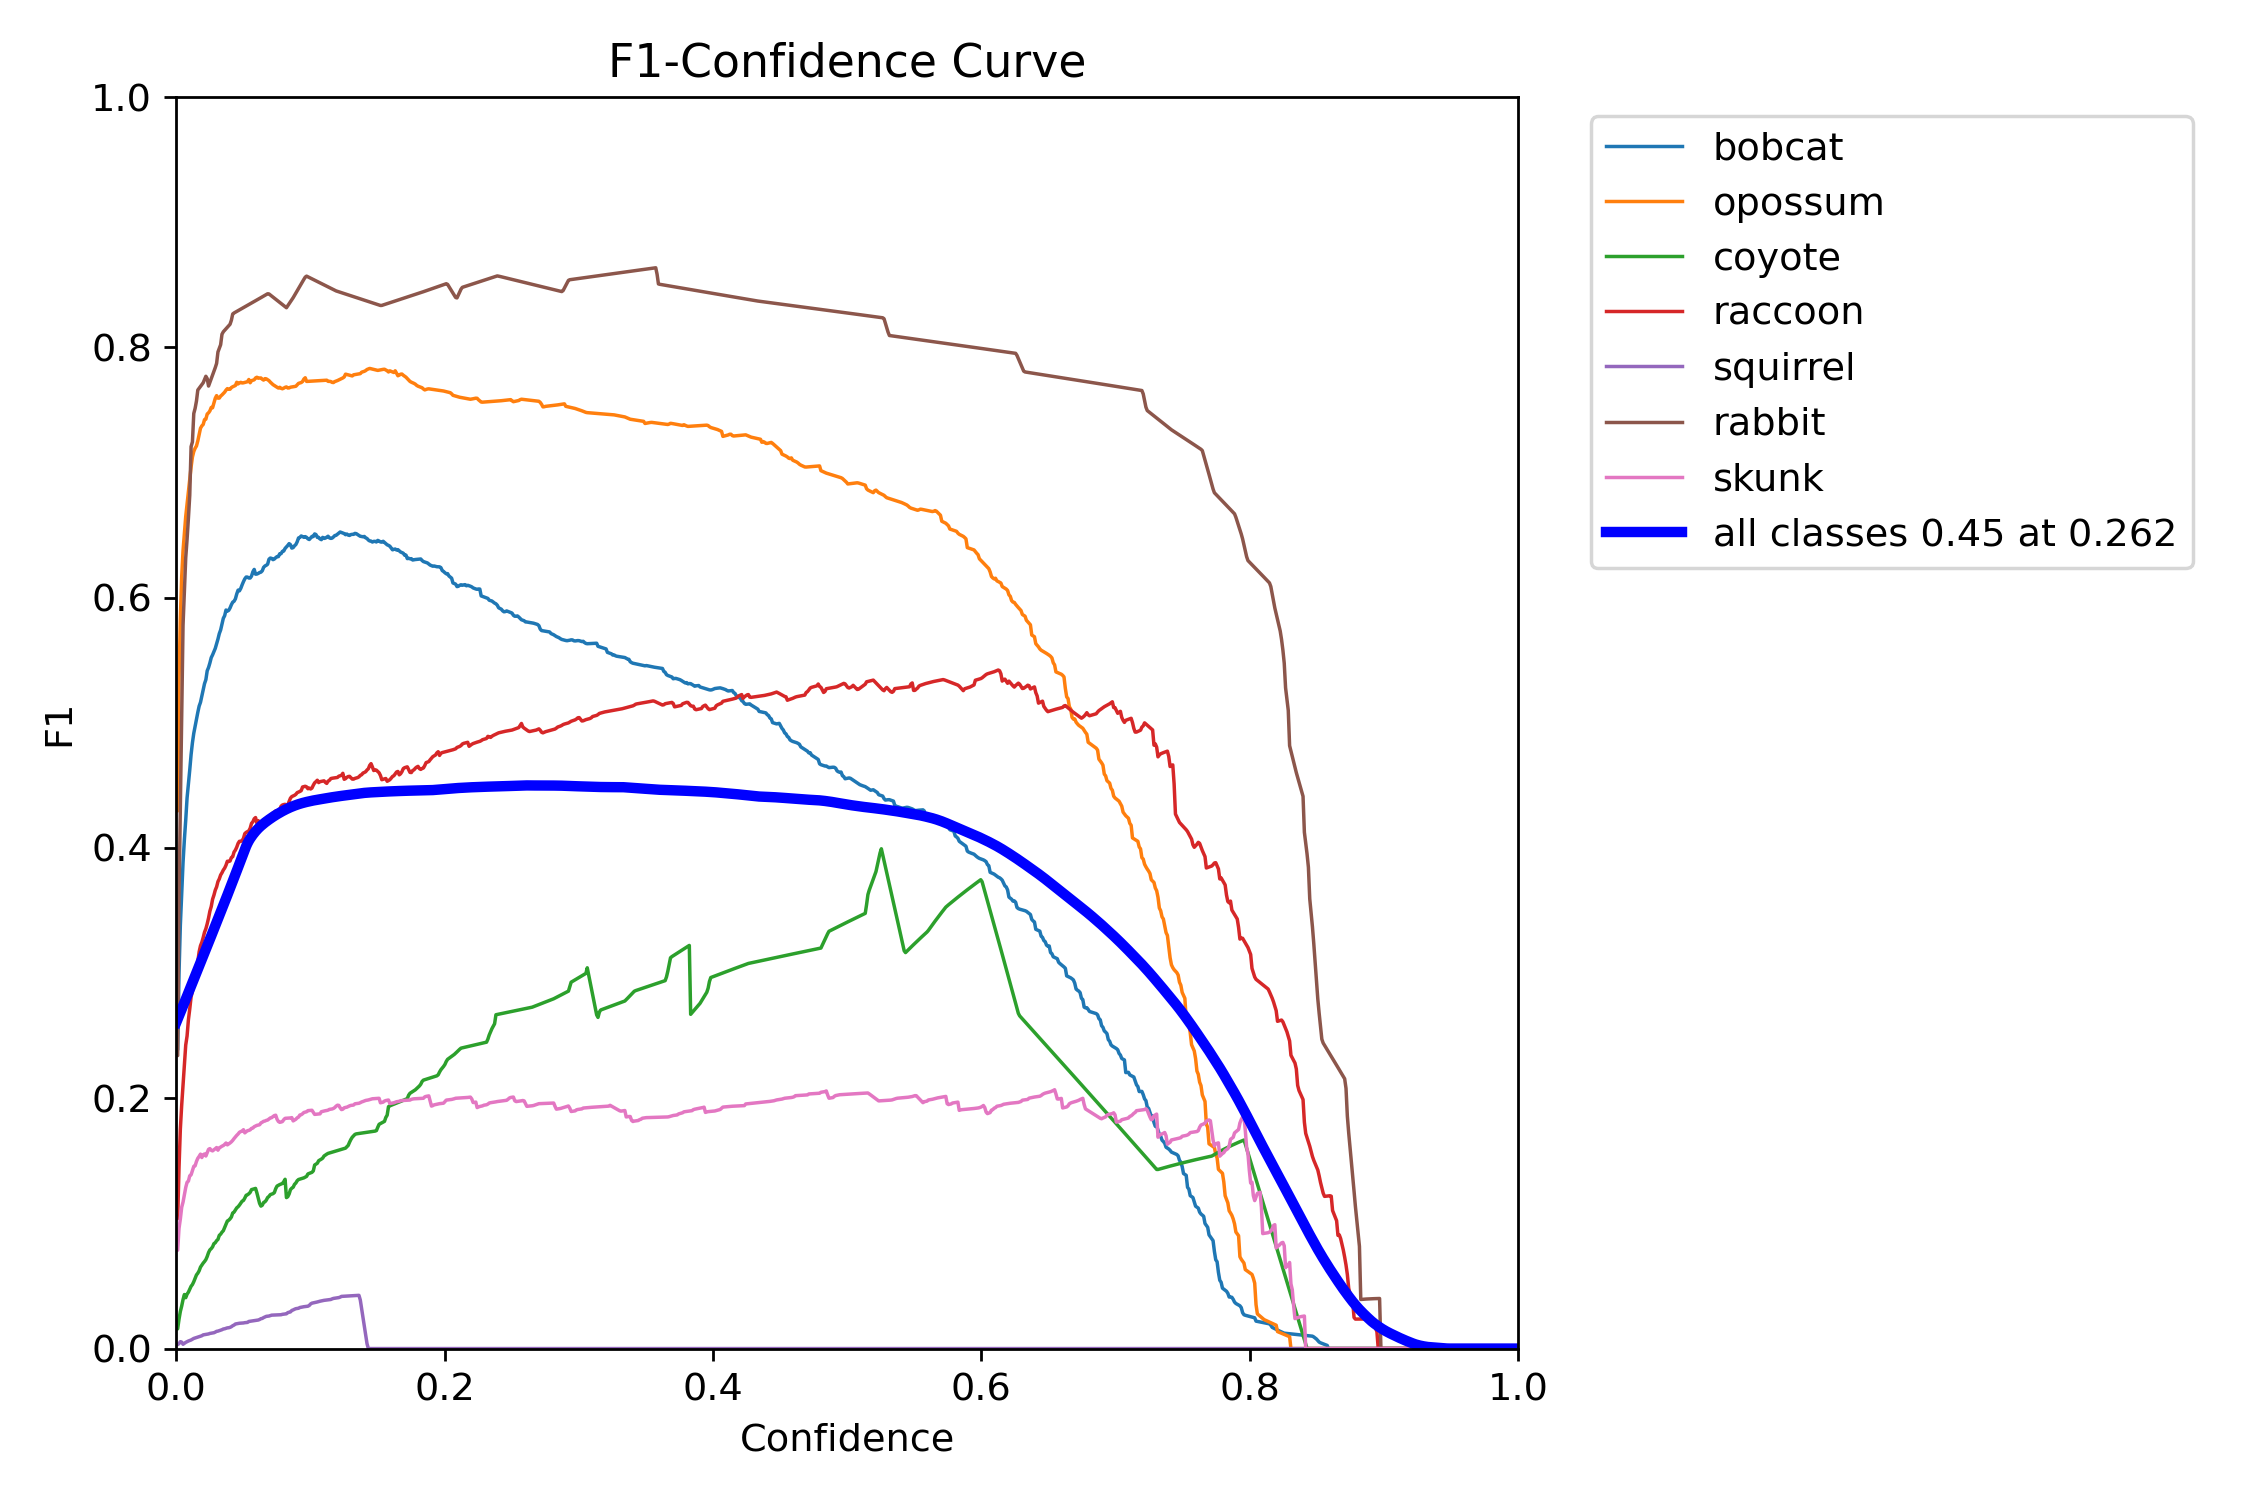 F1-Confidence Curve
1.0
0.8
0.6
0.4
0.2
0.0
F1
0.0 0.2 0.4 0.6 0.8 1.0
Confidence
bobcat
opossum
coyote
raccoon
squirrel
rabbit
skunk
all classes 0.45 at 0.262